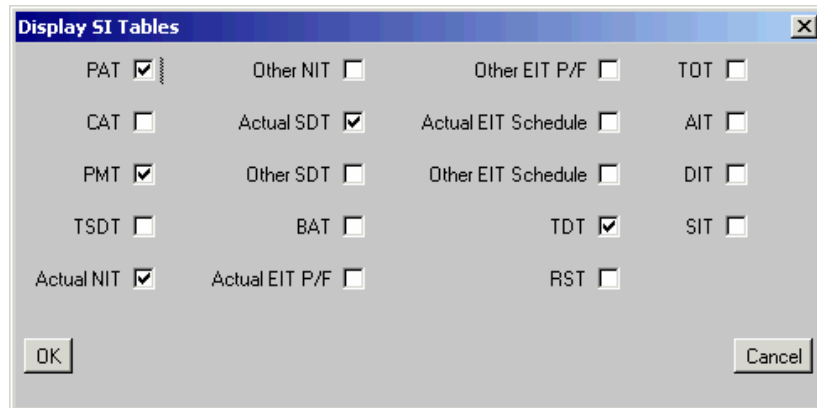 Display SI Tables
PAT Other NIT Other EIT P/F TOT
CAT Actual SDT Actual EIT Schedule AIT
PMT Other SDT Other EIT Schedule DIT
TSDT BAT TDT SIT
Actual NIT Actual EIT P/F RST
OK Cancel